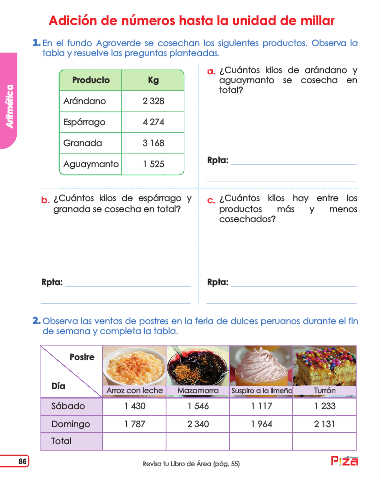 Adición de números hasta la unidad de millar
1. En el fundo Agroverde se cosechan los siguientes productos. Observa la
tabla y resuelve las preguntas planteadas.
Aritmética
Producto Kg
Arándano 2 328
Espárrago 4 274
Granada 3 168
Aguaymanto 1 525
a. ¿Cuántos kilos de arándano y
aguaymanto se cosecha en
total?
Rpta:
b. ¿Cuántos kilos de espárrago y
granada se cosecha en total?
Rpta:
c. ¿Cuántos kilos hay entre los
productos más y menos
cosechados?
Rpta:
2. Observa las ventas de postres en la feria de dulces peruanos durante el fin
de semana y completa la tabla.
Postre
Día
Arroz con leche Mazamorra Suspiro a la limeña Turrón
Sábado 1 430 1 546 1 117 1 233
Domingo 1 787 2 340 1 964 2 131
Total
86
Revisa tu Libro de Área (pág. 55)
Pizza